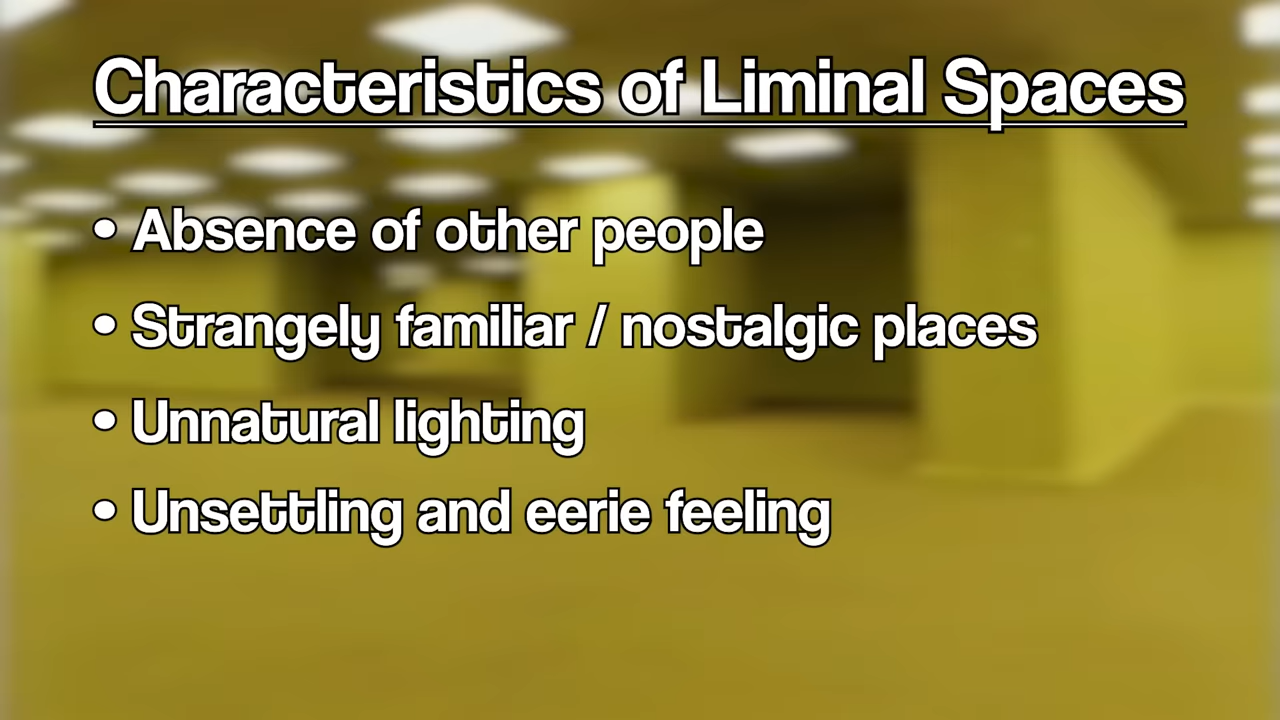 Characteristics of Liminal Spaces
• Absence of other people
• Strangely familiar / nostalgic places
• Unnatural lighting
• Unsettling and eerie feeling